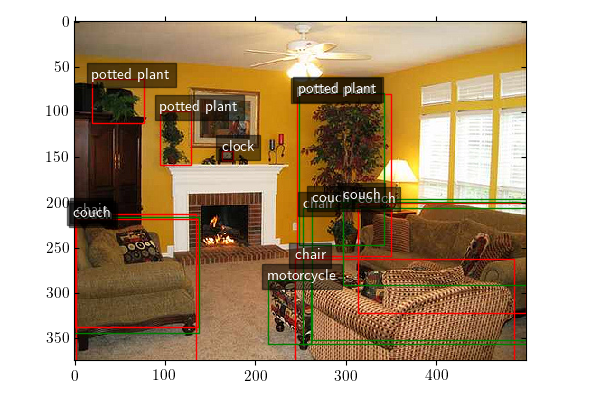 0
50
100
150
200
250
300
350
0
100
200
300
400
potted plant
potted plant
potted plant
clock
couch
chair
couch
couch
chair
motorcycle